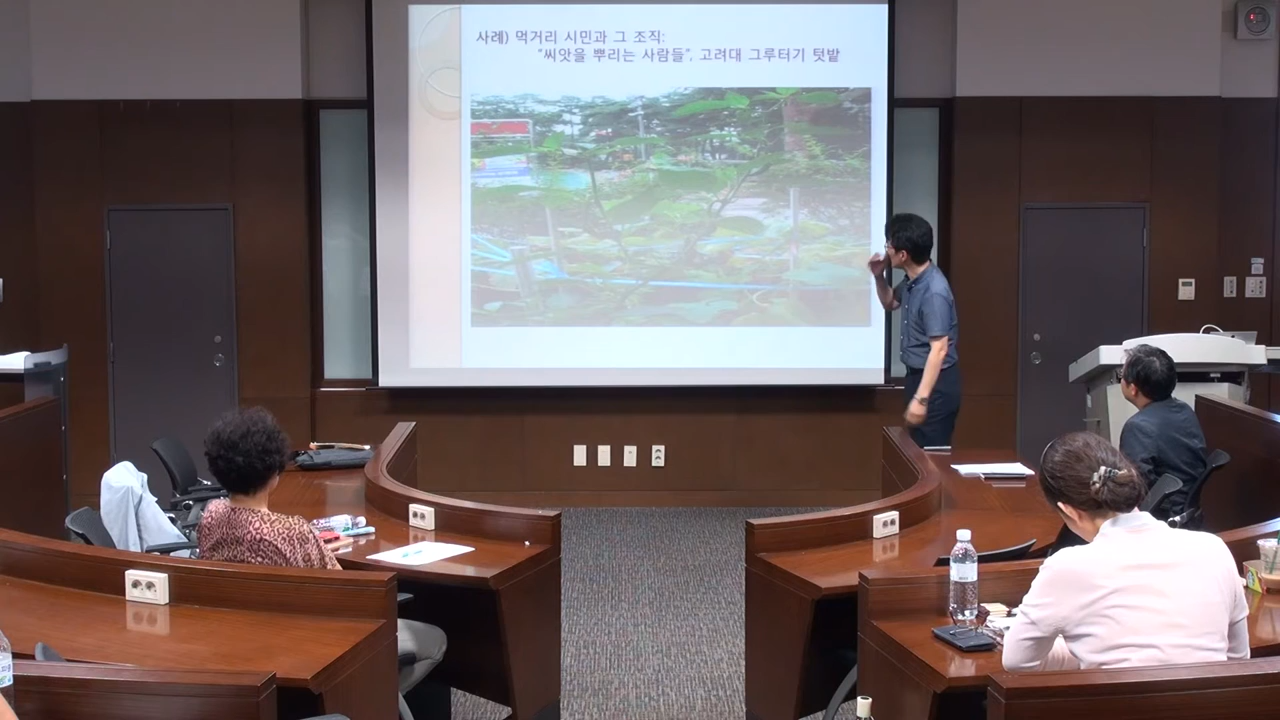 사례) 먹거리 시민과 그 조직:
"씨앗을 뿌리는 사람들", 고려대 그루터기 텃밭